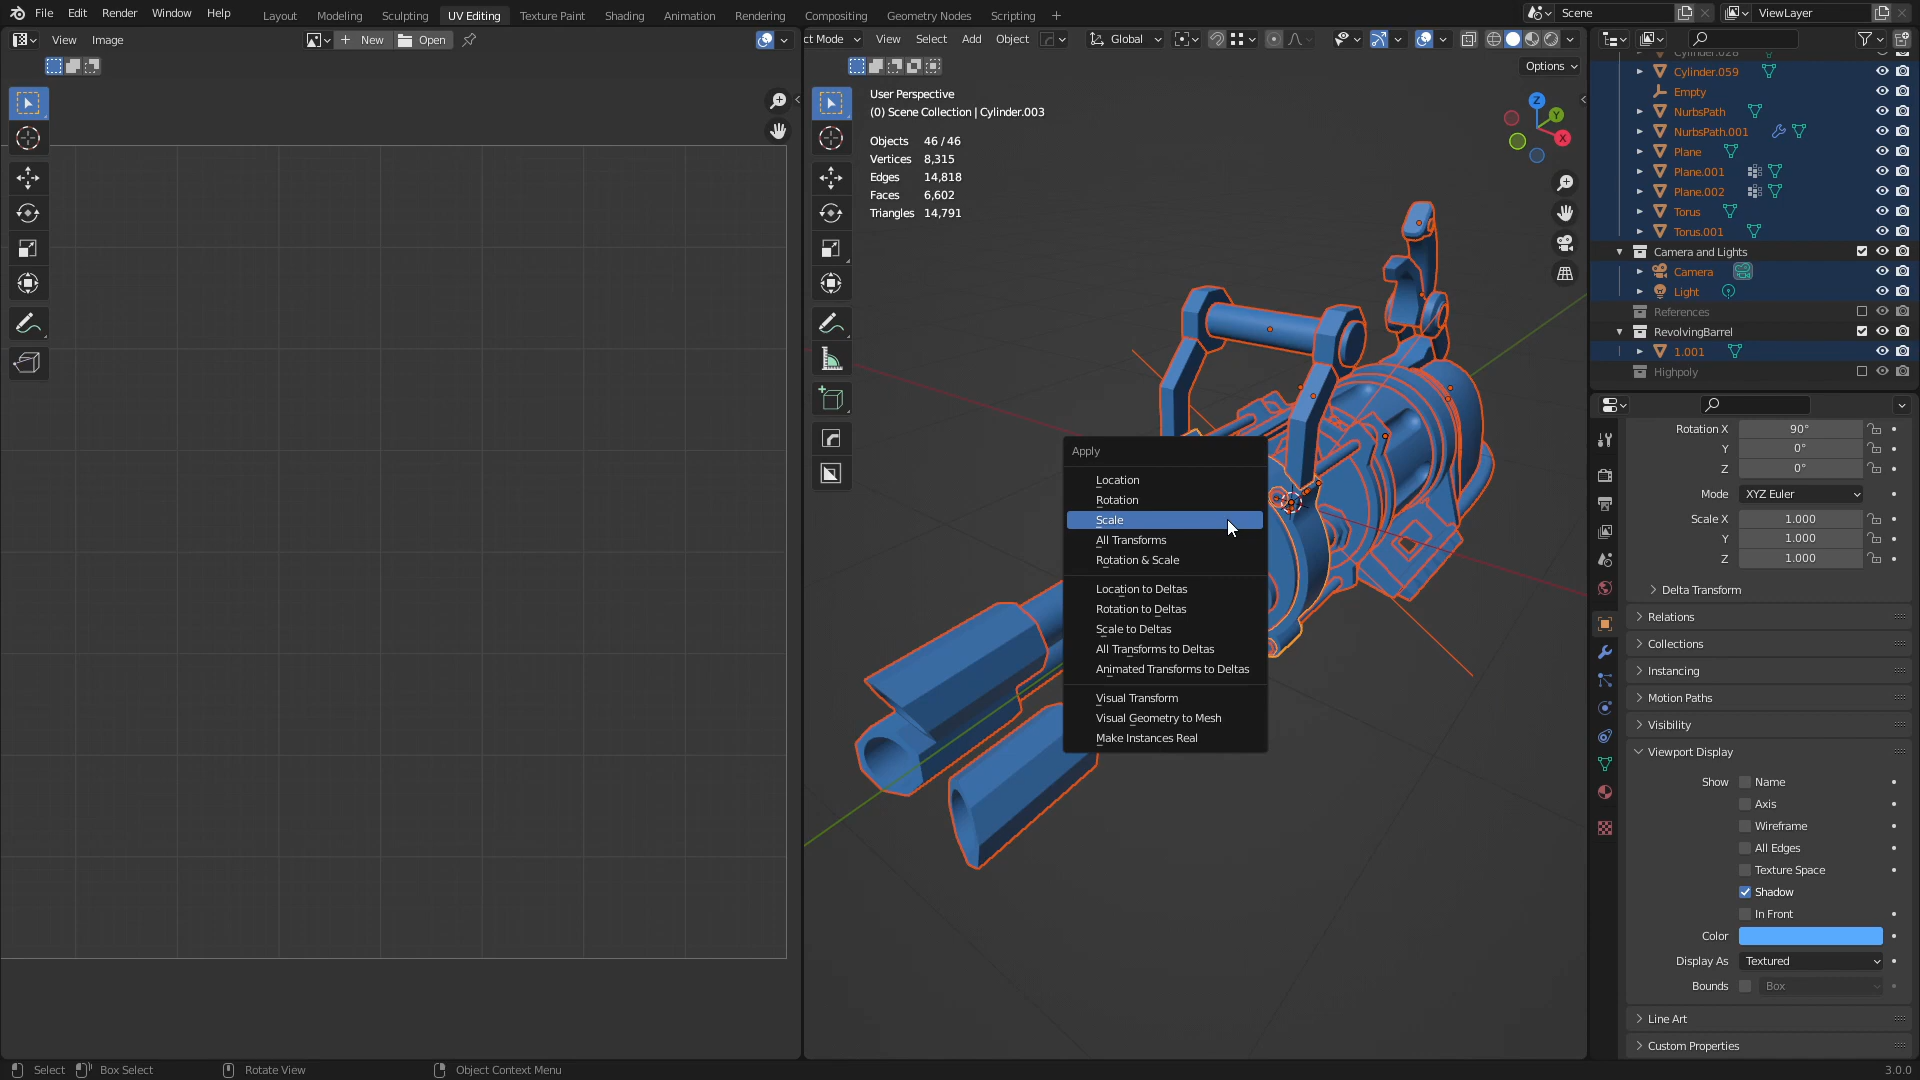 File Edit Render Window Help
Layout Modeling Sculpting UV Editing Texture Paint Shading Animation Rendering Compositing Geometry Nodes Scripting
Scene
ViewLayer
View Image
New Open
ct Mode View Select Add Object Global
Options
User Perspective
(0) Scene Collection | Cylinder.003
Objects 46 / 46
Vertices 8,315
Edges 14,818
Faces 6,602
Triangles 14,791
Z
Y
X
Apply
Location
Rotation
Scale
All Transforms
Rotation & Scale
Location to Deltas
Rotation to Deltas
Scale to Deltas
All Transforms to Deltas
Animated Transforms to Deltas
Visual Transform
Visual Geometry to Mesh
Make Instances Real
Cylinder.028
Cylinder.059
Empty
NurbsPath
NurbsPath.001
Plane
Plane.001
Plane.002
Torus
Torus.001
Camera and Lights
Camera
Light
References
RevolvingBarrel
1.001
Highpoly
Rotation X 90°
Y 0°
Z 0°
Mode XYZ Euler
Scale X 1.000
Y 1.000
Z 1.000
Delta Transform
Relations
Collections
Instancing
Motion Paths
Visibility
Viewport Display
Show Name
Axis
Wireframe
All Edges
Texture Space
Shadow
In Front
Color
Display As Textured
Bounds Box
Line Art
Custom Properties
Select Box Select Rotate View Object Context Menu
3.0.0